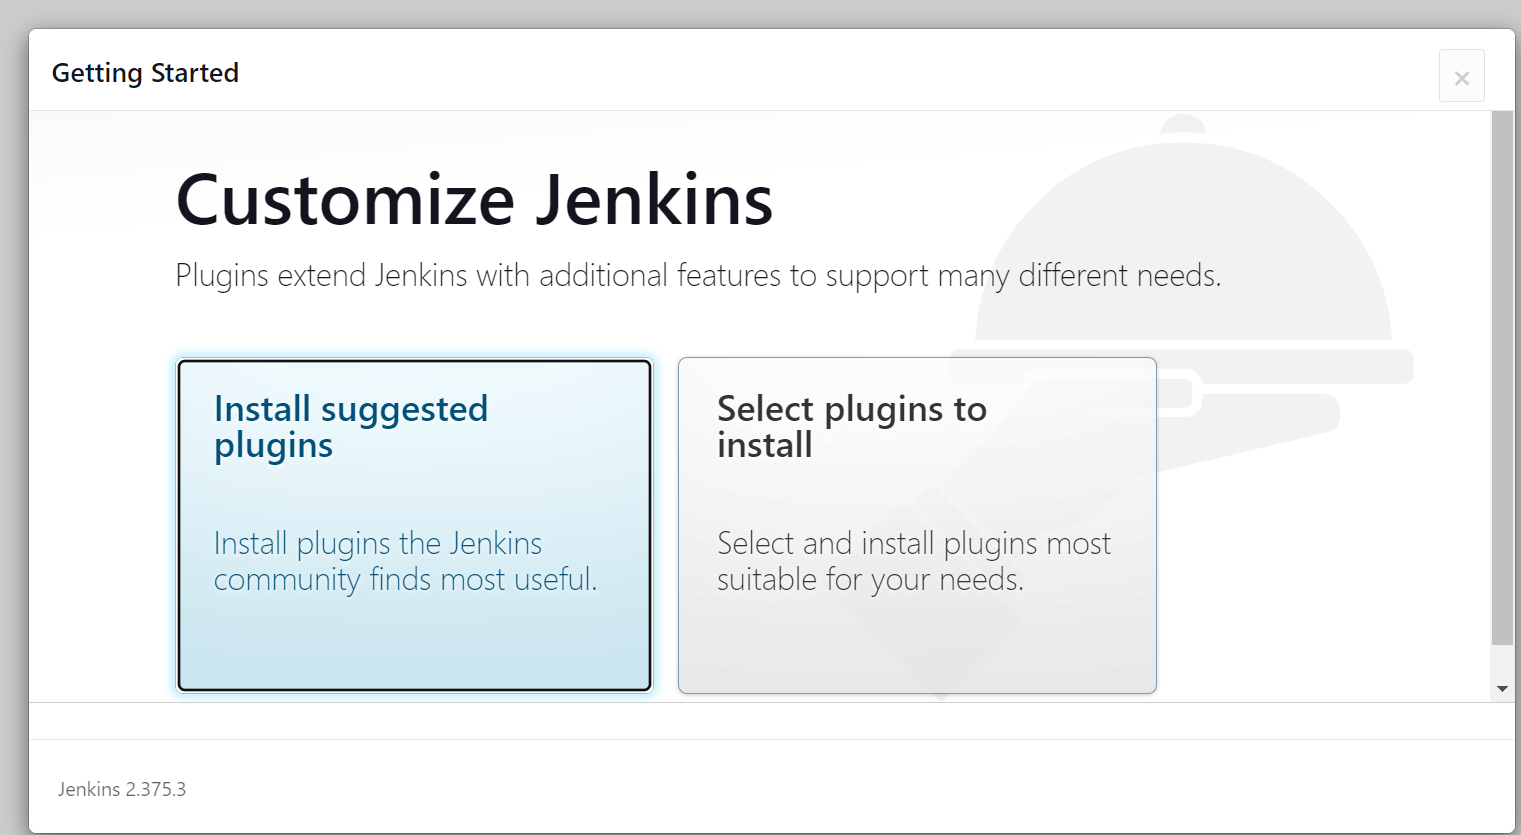 Getting Started
Customize Jenkins
Plugins extend Jenkins with additional features to support many different needs.
Install suggested
plugins
Install plugins the Jenkins
community finds most useful.
Select plugins to
install
Select and install plugins most
suitable for your needs.
Jenkins 2.375.3